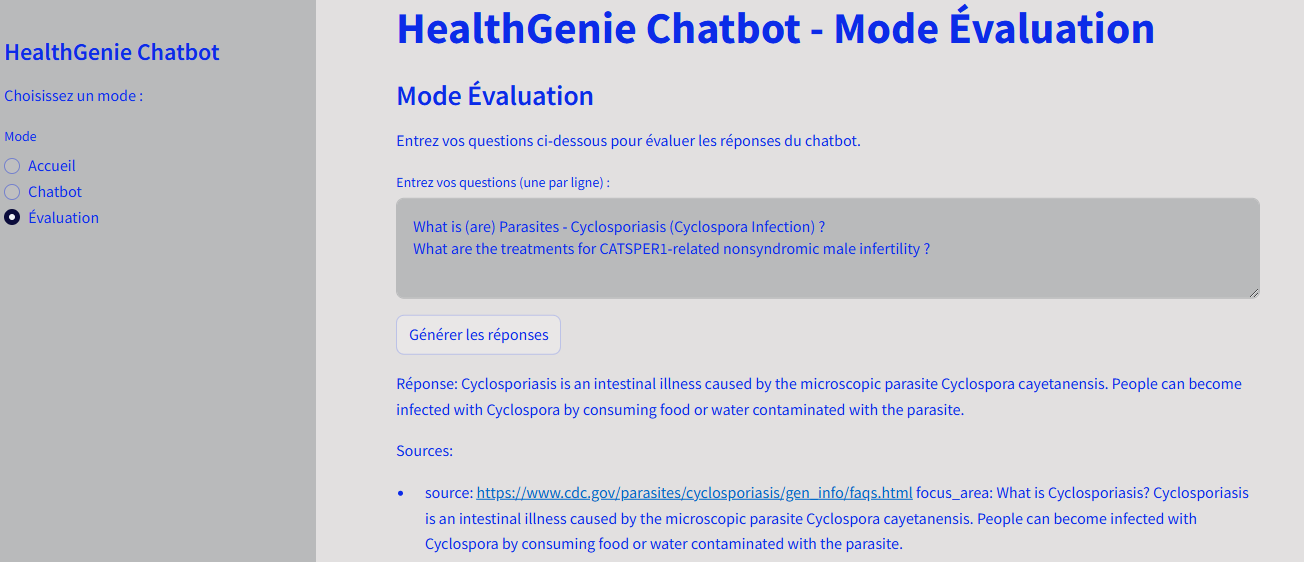 HealthGenie Chatbot
Choisissez un mode :
Mode
Accueil
Chatbot
Évaluation
HealthGenie Chatbot - Mode Évaluation
Mode Évaluation
Entrez vos questions ci-dessous pour évaluer les réponses du chatbot.
Entrez vos questions (une par ligne) :
What is (are) Parasites - Cyclosporiasis (Cyclospora Infection) ?
What are the treatments for CATSPER1-related nonsyndromic male infertility ?
Générer les réponses
Réponse: Cyclosporiasis is an intestinal illness caused by the microscopic parasite Cyclospora cayetanensis. People can become
infected with Cyclospora by consuming food or water contaminated with the parasite.
Sources:
• source: https://www.cdc.gov/parasites/cyclosporiasis/gen_info/faqs.html focus_area: What is Cyclosporiasis? Cyclosporiasis
is an intestinal illness caused by the microscopic parasite Cyclospora cayetanensis. People can become infected with
Cyclospora by consuming food or water contaminated with the parasite.